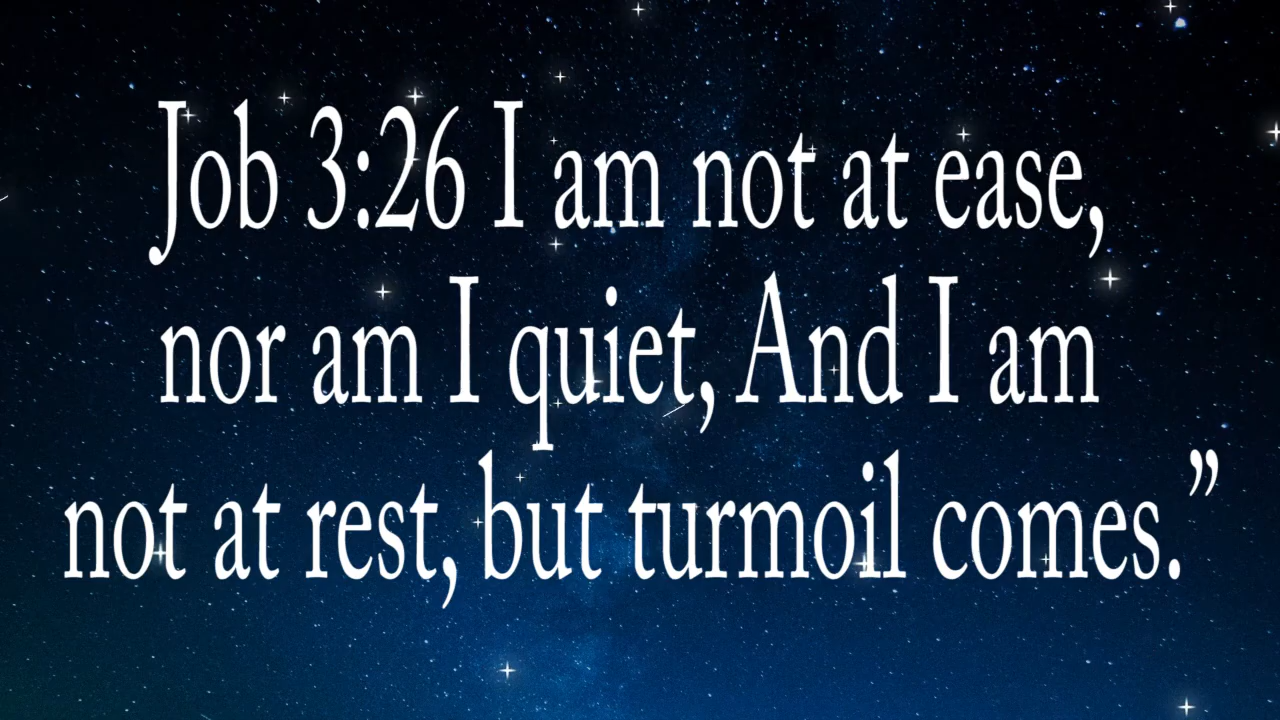 Job 3:26 I am not at ease,
nor am I quiet, And I am
not at rest, but turmoil comes.”